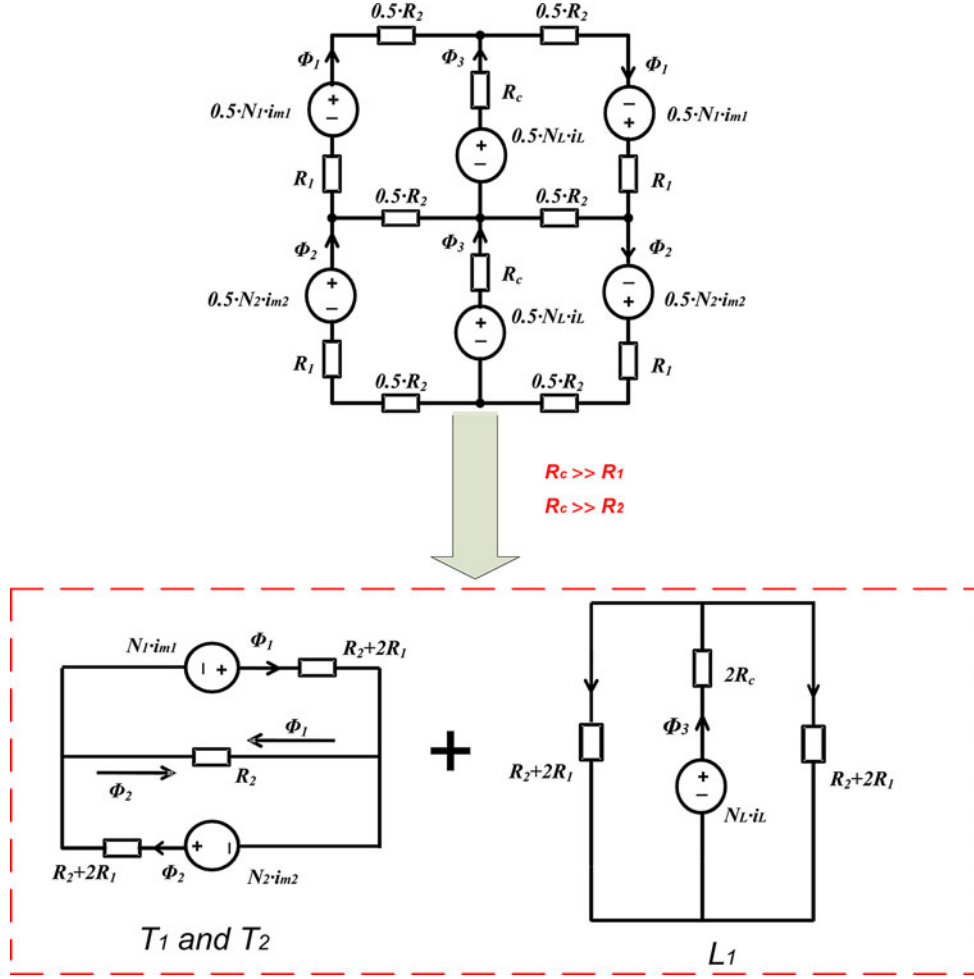 0.5·R2 0.5·R2
Φ1 Φ3 Φ1
+ Rc −
0.5·N1·im1 0.5·N1·im1
− + +
0.5·NL·iL
R1 − R1
0.5·R2 0.5·R2
Φ2 Φ3 Φ2
Rc
+ −
0.5·N2·im2 0.5·N2·im2
− +
+ 0.5·NL·iL
R1 − R1
0.5·R2 0.5·R2
Rc >> R1
Rc >> R2
N1·im1 Φ1 R2+2R1
− +
Φ1
R2
Φ2
+ −
R2+2R1 Φ2 N2·im2
T1 and T2
+
2Rc
Φ3
R2+2R1 + R2+2R1
−
NL·iL
L1